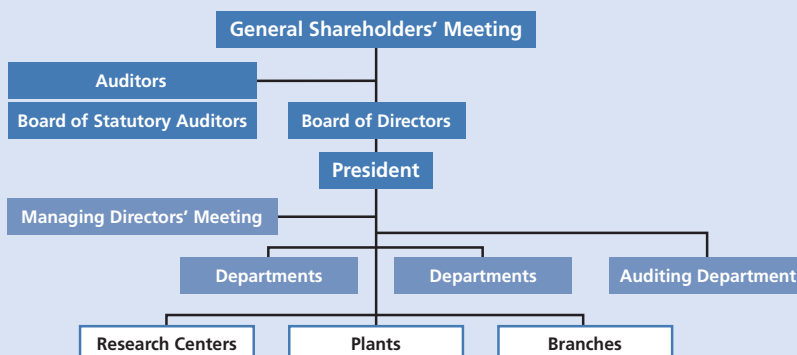 General Shareholders’ Meeting
Auditors
Board of Statutory Auditors
Board of Directors
President
Managing Directors’ Meeting
Departments
Departments
Auditing Department
Research Centers
Plants
Branches